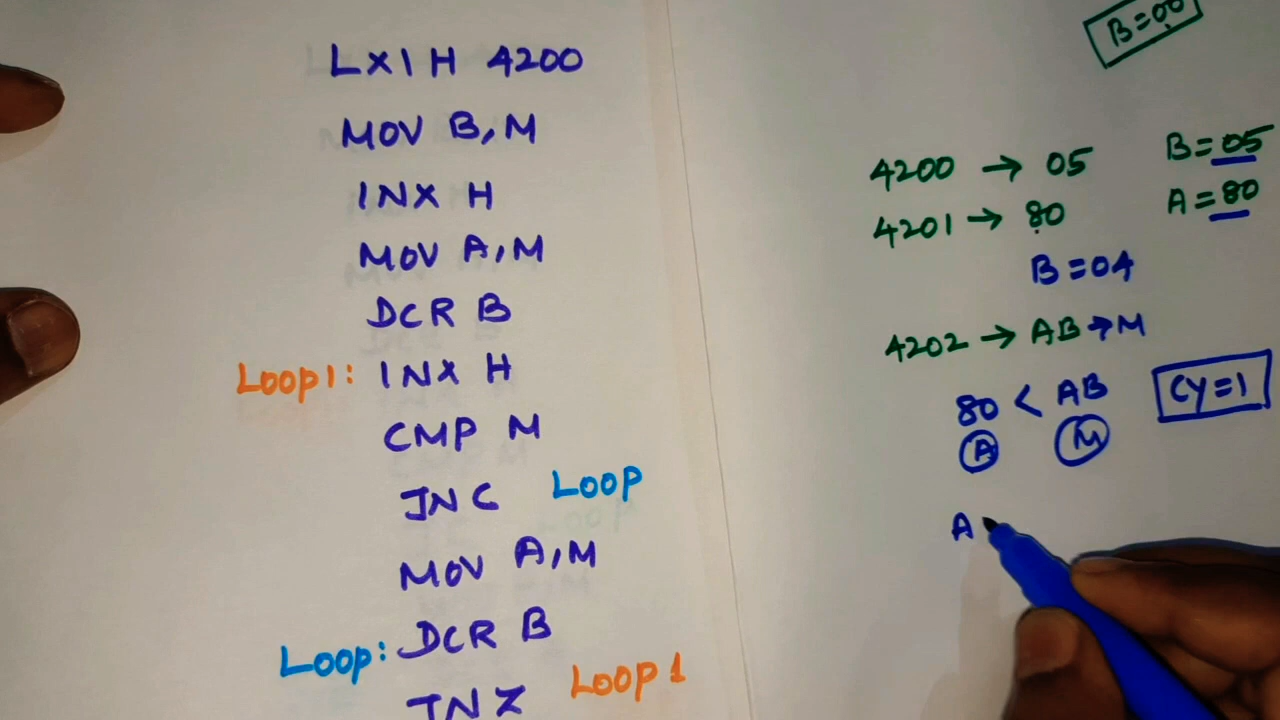 LXI H 4200
MOV B,M
INX H
MOV A,M
DCR B
LOOP1: INX H
CMP M
JNC LOOP
MOV A,M
LOOP: DCR B
JNZ LOOP1
B=00
4200 → 05 B=05
4201 → 80 A=80
B=04
4202 → AB→M
80 < AB CY=1
A M
A